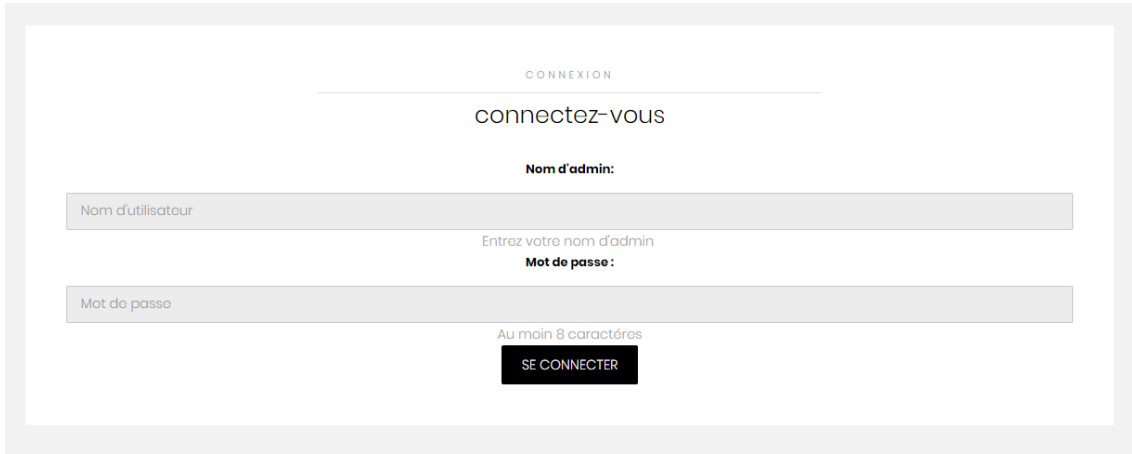 CONNEXION
connectez-vous
Nom d'admin:
Nom d'utilisateur
Entrez votre nom d'admin
Mot de passe :
Mot de passe
Au moin 8 caractéres
SE CONNECTER